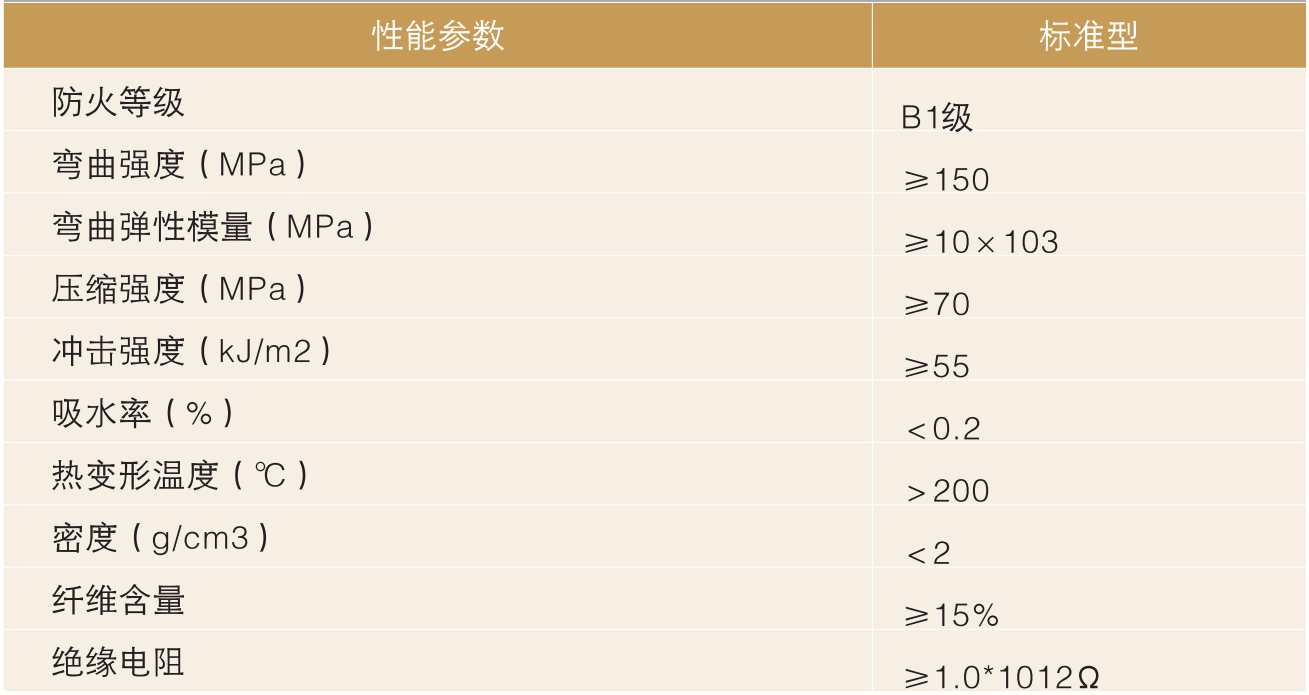 性能参数 标准型
防火等级 B1级
弯曲强度(MPa) ≥150
弯曲弹性模量(MPa) ≥10×103
压缩强度(MPa) ≥70
冲击强度(kJ/m2) ≥55
吸水率(%) <0.2
热变形温度(℃) >200
密度(g/cm3) <2
纤维含量 ≥15%
绝缘电阻 ≥1.0*1012Ω